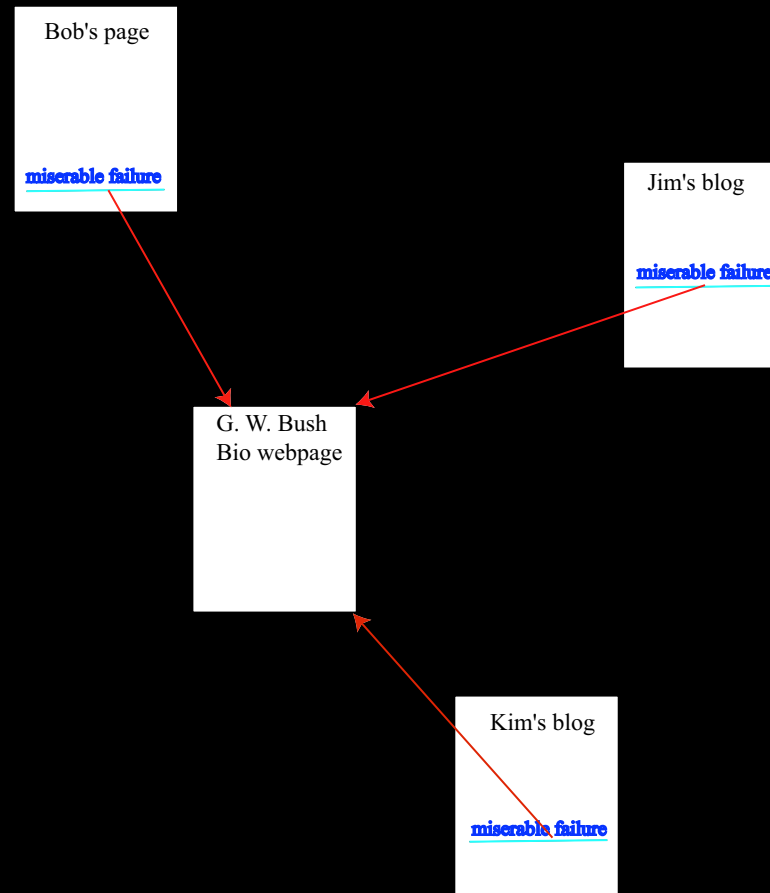 Bob's page
miserable failure
Jim's blog
miserable failure
G. W. Bush
Bio webpage
Kim's blog
miserable failure